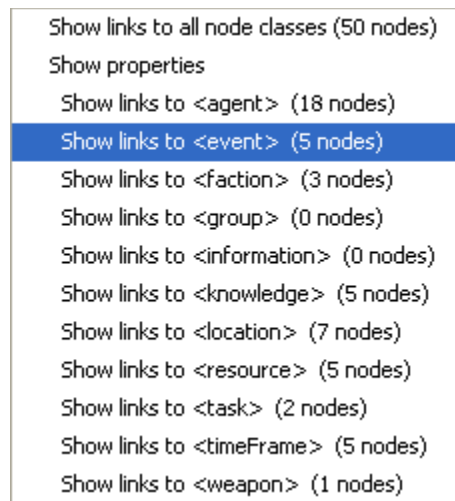 Show links to all node classes (50 nodes)
Show properties
Show links to <agent> (18 nodes)
Show links to <event> (5 nodes)
Show links to <faction> (3 nodes)
Show links to <group> (0 nodes)
Show links to <information> (0 nodes)
Show links to <knowledge> (5 nodes)
Show links to <location> (7 nodes)
Show links to <resource> (5 nodes)
Show links to <task> (2 nodes)
Show links to <timeFrame> (5 nodes)
Show links to <weapon> (1 nodes)